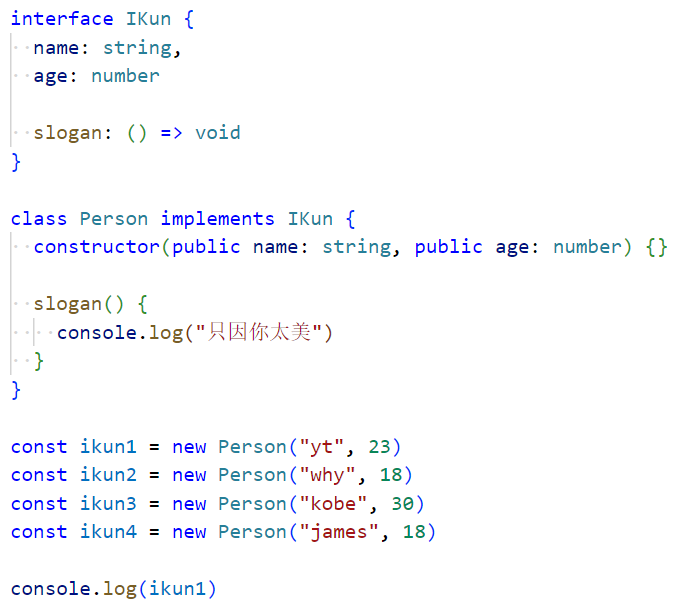 interface IKun {
  name: string,
  age: number

  slogan: () => void
}

class Person implements IKun {
  constructor(public name: string, public age: number) {}

  slogan() {
    console.log("只因你太美")
  }
}

const ikun1 = new Person("yt", 23)
const ikun2 = new Person("why", 18)
const ikun3 = new Person("kobe", 30)
const ikun4 = new Person("james", 18)

console.log(ikun1)